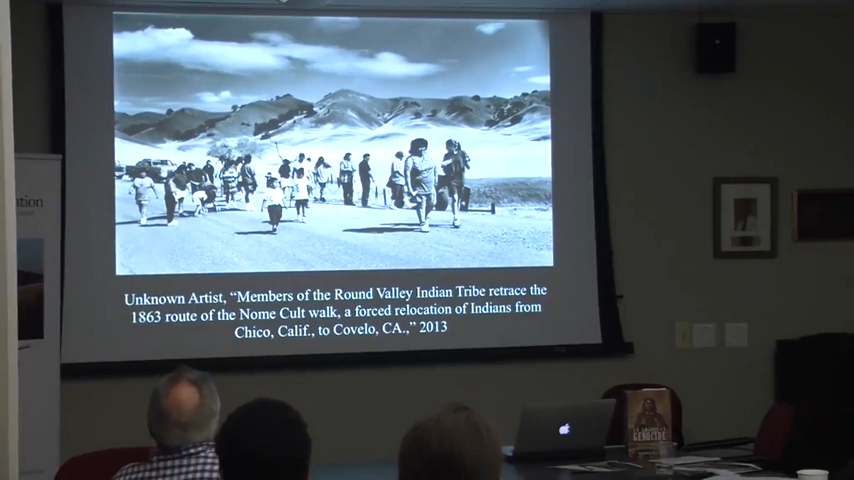 Unknown Artist, “Members of the Round Valley Indian Tribe retrace the
1863 route of the Nome Cult walk, a forced relocation of Indians from
Chico, Calif., to Covelo, CA.,” 2013
GENOCIDE